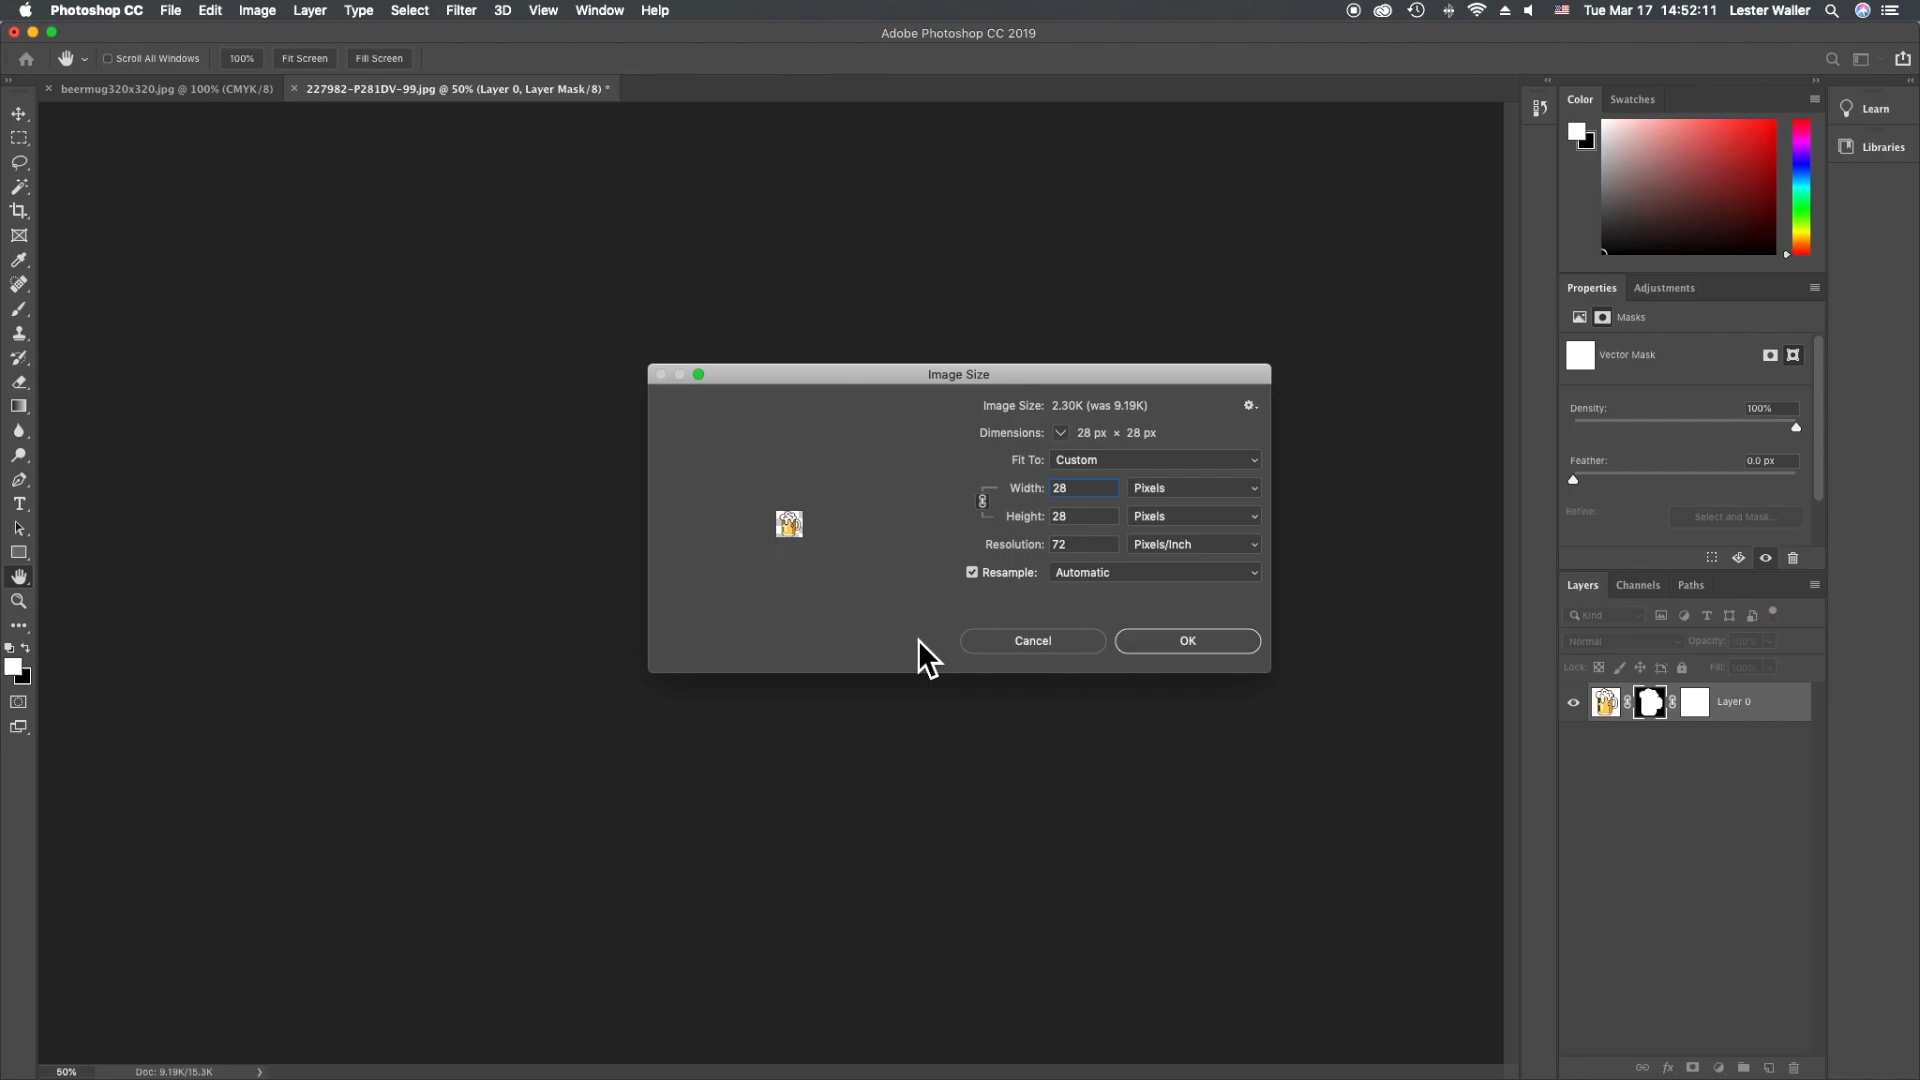 Photoshop CC File Edit Image Layer Type Select Filter 3D View Window Help Tue Mar 17 14:52:11 Lester Waller
Adobe Photoshop CC 2019
Scroll All Windows 100% Fit Screen Fill Screen
beermug320x320.jpg @ 100% (CMYK/8) 227982-P281DV-99.jpg @ 50% (Layer 0, Layer Mask/8) *
Color Swatches
Learn
Libraries
Properties Adjustments
Masks
Vector Mask
Density: 100%
Feather: 0.0 px
Refine: Select and Mask...
Image Size
Image Size: 2.30K (was 9.19K)
Dimensions: 28 px × 28 px
Fit To: Custom
Width: 28 Pixels
Height: 28 Pixels
Resolution: 72 Pixels/Inch
Resample: Automatic
Cancel OK
Layers Channels Paths
Kind
Normal Opacity: 100%
Lock: Fill: 100%
Layer 0
50% Doc: 9.19K/15.3K